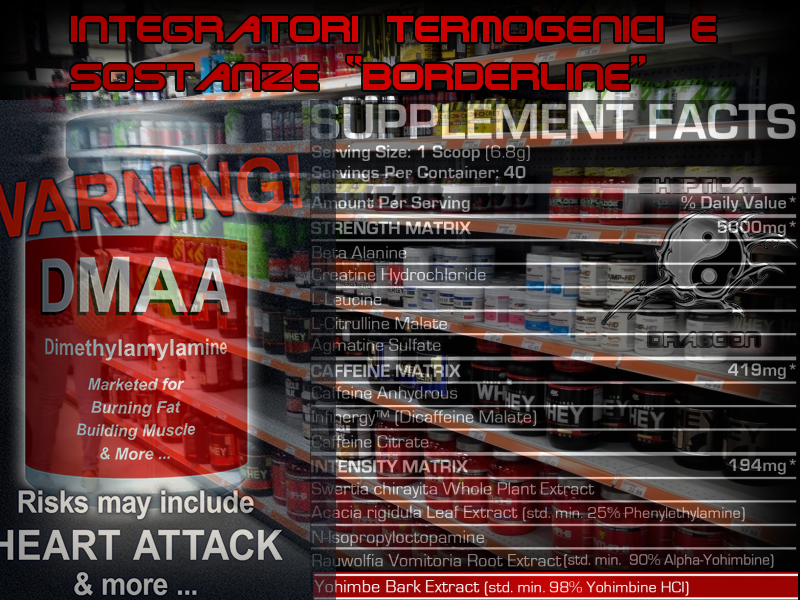 INTEGRATORI TERMOGENICI E
SOSTANZE "BORDERLINE"
WARNING!
DMAA
Dimethylamylamine
Marketed for
Burning Fat
Building Muscle
& More ...
Risks may include
HEART ATTACK
& more ...
SUPPLEMENT FACTS
Serving Size: 1 Scoop (6.8g)
Servings Per Container: 40
Amount Per Serving % Daily Value*
STRENGTH MATRIX 5000mg*
Beta Alanine
Creatine Hydrochloride
L-Leucine
L-Citrulline Malate
Agmatine Sulfate
CAFFEINE MATRIX 419mg*
Caffeine Anhydrous
Infinergy™ (Dicaffeine Malate)
Caffeine Citrate
INTENSITY MATRIX 194mg*
Swertia chirayita Whole Plant Extract
Acacia rigidula Leaf Extract (std. min. 25% Phenylethylamine)
N-Isopropyloctopamine
Rauwolfia Vomitoria Root Extract (std. min. 90% Alpha-Yohimbine)
Yohimbe Bark Extract (std. min. 98% Yohimbine HCl)
SKEPTICAL
DRAGOON
WHEY
WHEY
WHEY